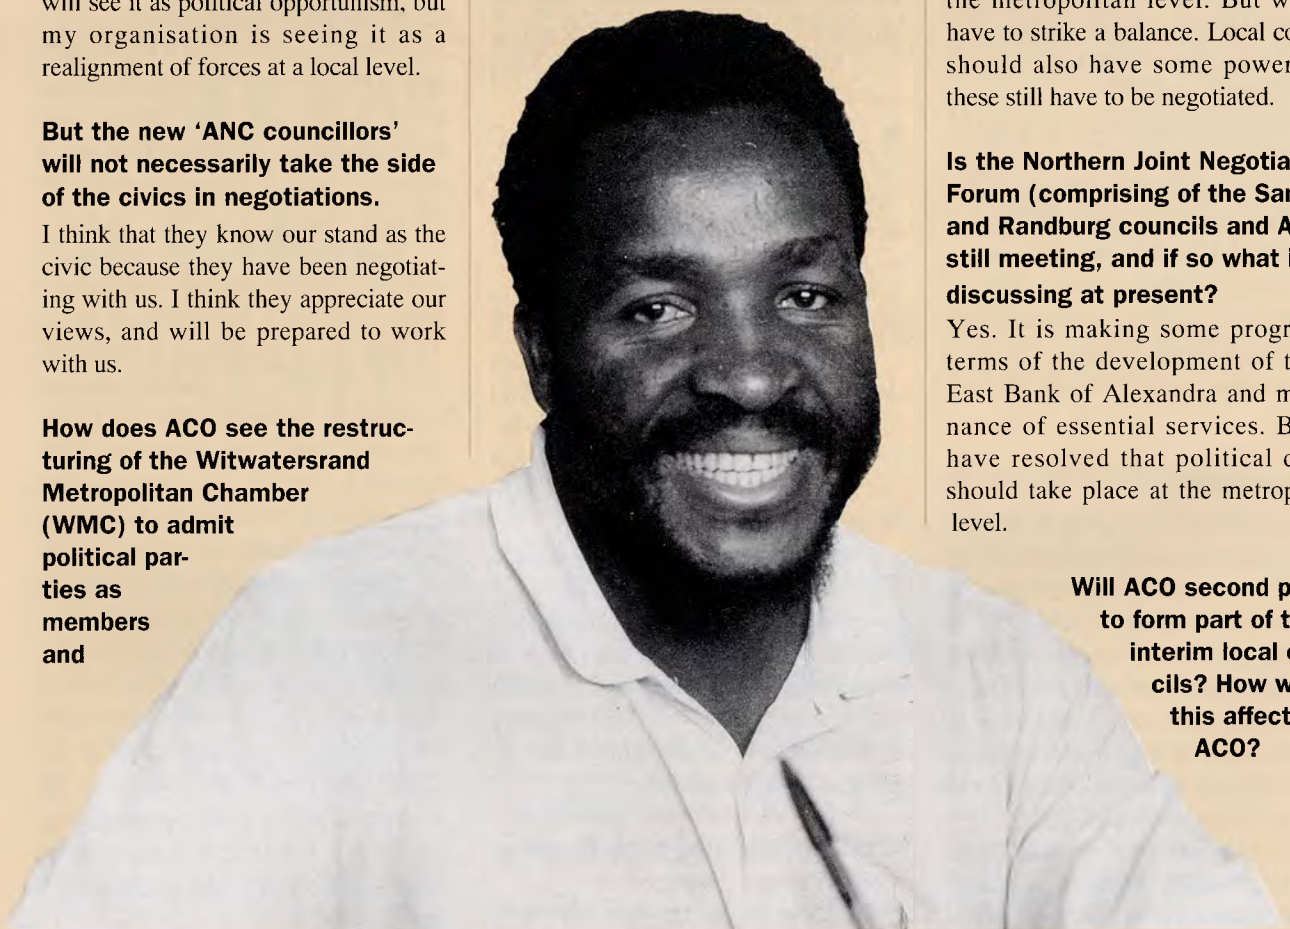 will see it as political opportunism, but
my organisation is seeing it as a
realignment of forces at a local level.
But the new ‘ANC councillors’
will not necessarily take the side
of the civics in negotiations.
I think that they know our stand as the
civic because they have been negotiat-
ing with us. I think they appreciate our
views, and will be prepared to work
with us.
How does ACO see the restruc-
turing of the Witwatersrand
Metropolitan Chamber
(WMC) to admit
political par-
ties as
members
and
the metropolitan level. But
have to strike a balance. Local
should also have some power
these still have to be negotiated.
Is the Northern Joint Negotia
Forum (comprising of the
and Randburg councils and
still meeting, and if so what
discussing at present?
Yes. It is making some progr
terms of the development of
East Bank of Alexandra and
nance of essential services.
have resolved that political
should take place at the metrop
level.
Will ACO second
to form part of
interim local
cils? How
this affect
ACO?